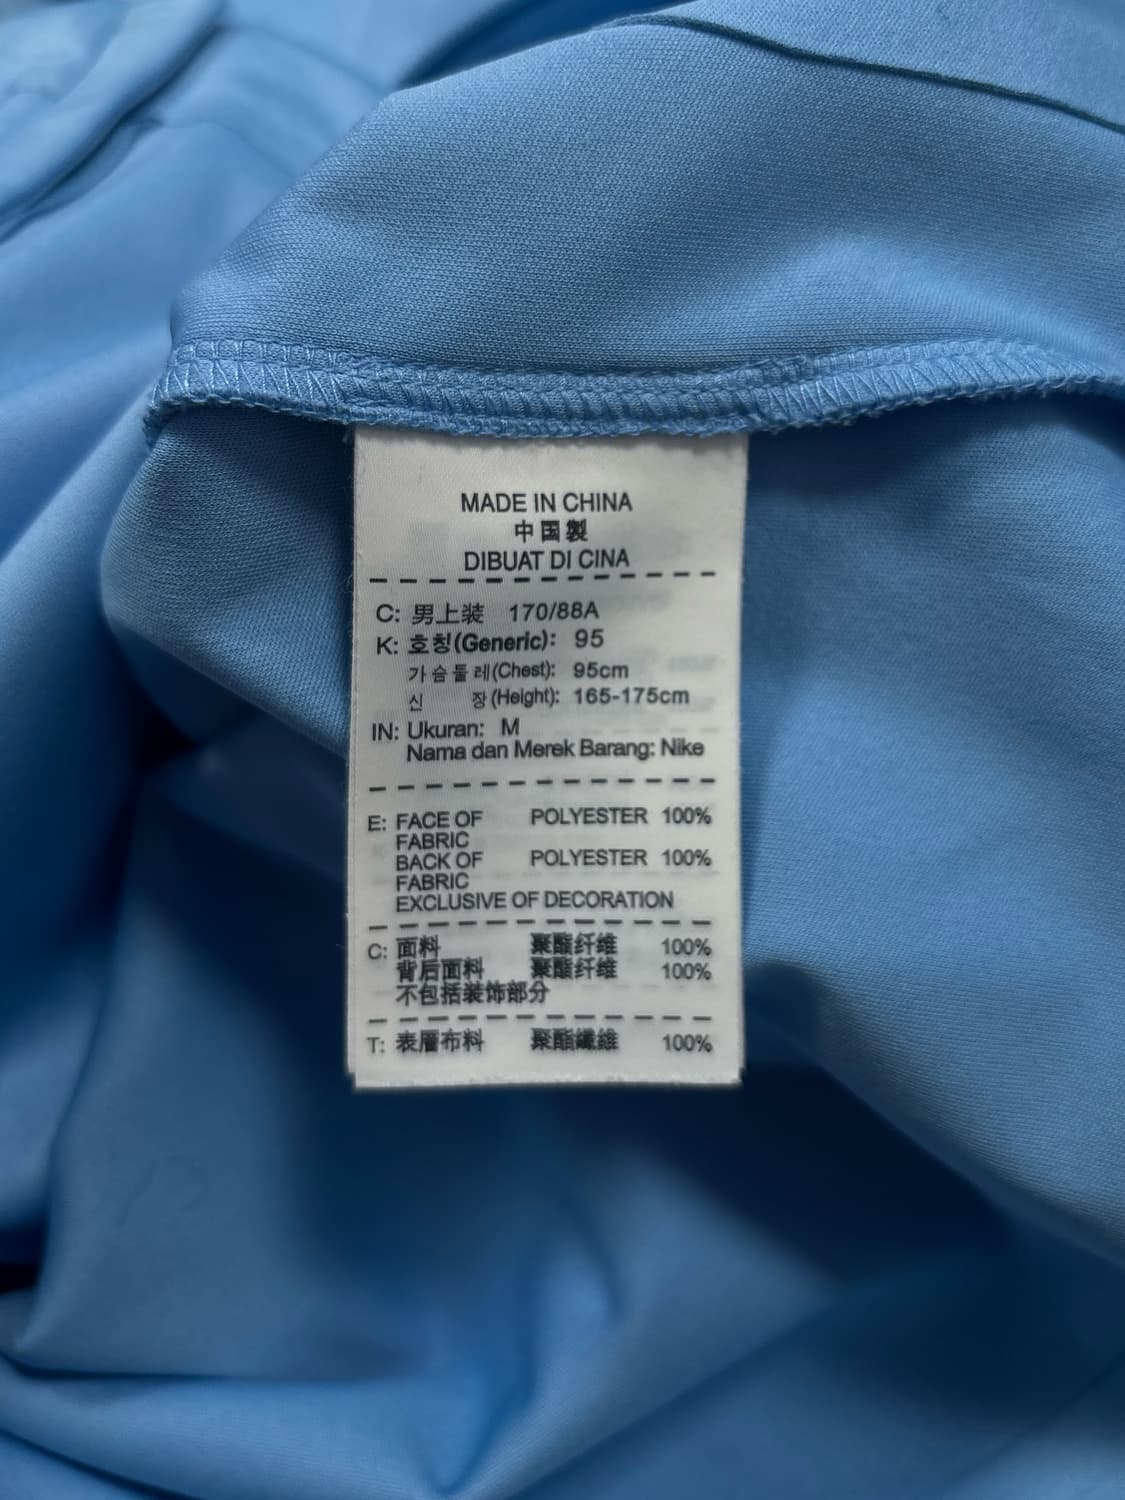 MADE IN CHINA
中国製
DIBUAT DI CINA
C: 男上装 170/88A
K: 호칭(Generic): 95
가슴둘레(Chest): 95cm
신 장(Height): 165-175cm
IN: Ukuran: M
Nama dan Merek Barang: Nike
E: FACE OF POLYESTER 100%
FABRIC
BACK OF POLYESTER 100%
FABRIC
EXCLUSIVE OF DECORATION
C: 面料 聚酯纤维 100%
背后面料 聚酯纤维 100%
不包括装饰部分
T: 表層布料 聚酯纖維 100%